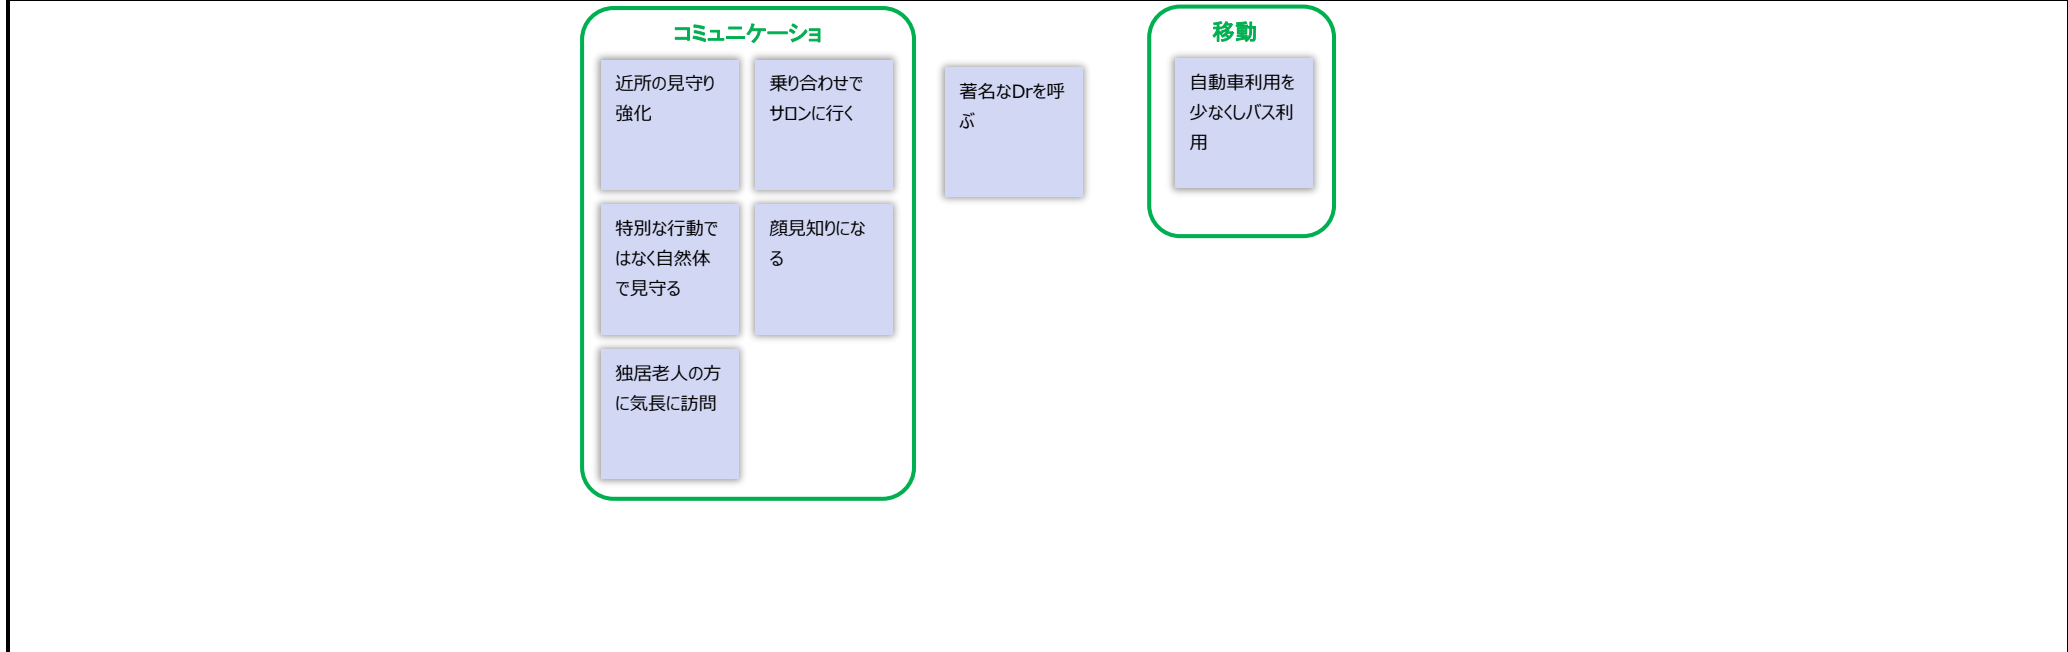 コミュニケーショ
近所の見守り
強化
乗り合わせで
サロンに行く
特別な行動で
はなく自然体
で見守る
顔見知りにな
る
独居老人の方
に気長に訪問
著名なDrを呼
ぶ
移動
自動車利用を
少なくしバス利
用